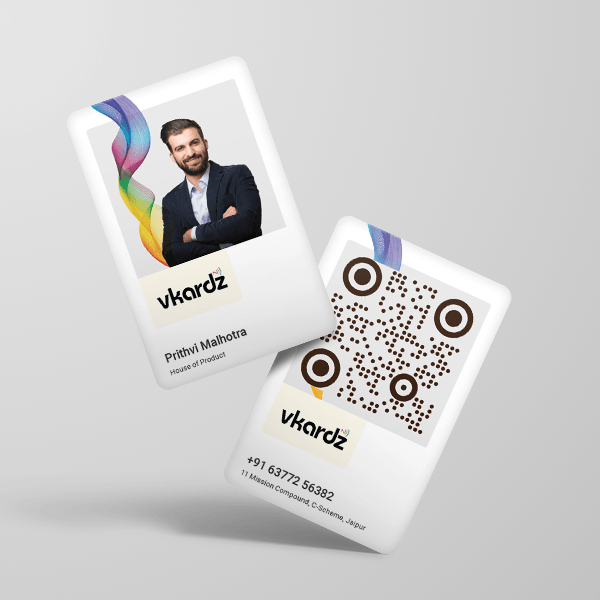 vkardz
Prithvi Malhotra
House of Product
vkardz
+91 63772 56382
11 Mission Compound, C-Scheme, Jaipur